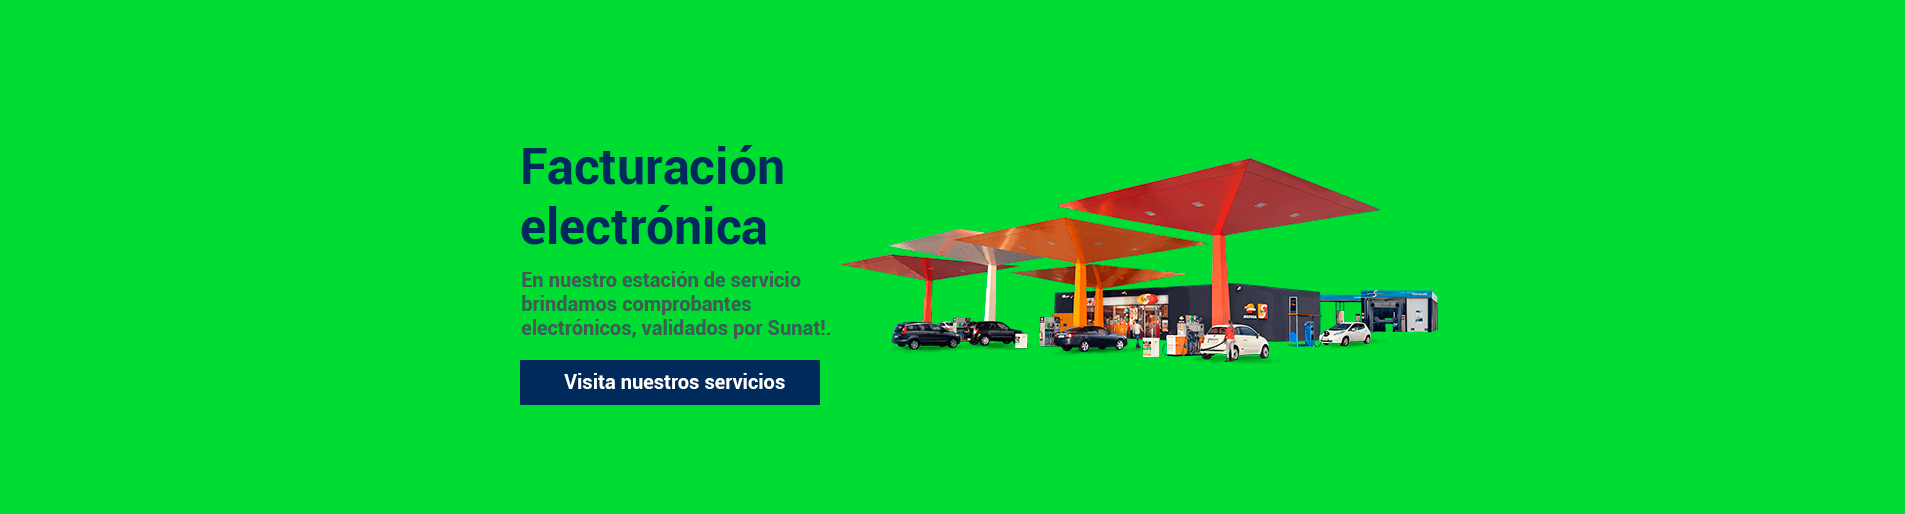 Facturación
electrónica
En nuestro estación de servicio
brindamos comprobantes
electrónicos, validados por Sunat!.
Visita nuestros servicios